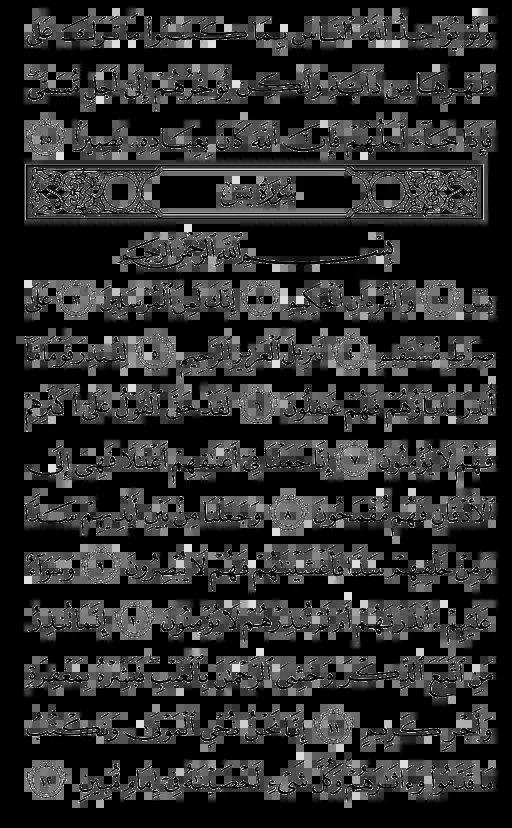 وَلَوْ يُؤَاخِذُ ٱللَّهُ ٱلنَّاسَ بِمَا كَسَبُوا۟ مَا تَرَكَ عَلَىٰ
ظَهْرِهَا مِن دَآبَّةٍ وَلَٰكِن يُؤَخِّرُهُمْ إِلَىٰٓ أَجَلٍ مُّسَمًّى
فَإِذَا جَآءَ أَجَلُهُمْ فَإِنَّ ٱللَّهَ كَانَ بِعِبَادِهِۦ بَصِيرًۢا ٤٥
سُورَةُ يسٓ
بِسْمِ ٱللَّهِ ٱلرَّحْمَٰنِ ٱلرَّحِيمِ
يسٓ ١ وَٱلْقُرْءَانِ ٱلْحَكِيمِ ٢ إِنَّكَ لَمِنَ ٱلْمُرْسَلِينَ ٣ عَلَىٰ
صِرَٰطٍ مُّسْتَقِيمٍ ٤ تَنزِيلَ ٱلْعَزِيزِ ٱلرَّحِيمِ ٥ لِتُنذِرَ قَوْمًا مَّآ
أُنذِرَ ءَابَآؤُهُمْ فَهُمْ غَٰفِلُونَ ٦ لَقَدْ حَقَّ ٱلْقَوْلُ عَلَىٰٓ أَكْثَرِهِمْ
فَهُمْ لَا يُؤْمِنُونَ ٧ إِنَّا جَعَلْنَا فِىٓ أَعْنَٰقِهِمْ أَغْلَٰلًا فَهِىَ إِلَى
ٱلْأَذْقَانِ فَهُم مُّقْمَحُونَ ٨ وَجَعَلْنَا مِنۢ بَيْنِ أَيْدِيهِمْ سَدًّا
وَمِنْ خَلْفِهِمْ سَدًّا فَأَغْشَيْنَٰهُمْ فَهُمْ لَا يُبْصِرُونَ ٩ وَسَوَآءٌ
عَلَيْهِمْ ءَأَنذَرْتَهُمْ أَمْ لَمْ تُنذِرْهُمْ لَا يُؤْمِنُونَ ١٠ إِنَّمَا تُنذِرُ
مَنِ ٱتَّبَعَ ٱلذِّكْرَ وَخَشِىَ ٱلرَّحْمَٰنَ بِٱلْغَيْبِ فَبَشِّرْهُ بِمَغْفِرَةٍ
وَأَجْرٍ كَرِيمٍ ١١ إِنَّا نَحْنُ نُحْىِ ٱلْمَوْتَىٰ وَنَكْتُبُ
مَا قَدَّمُوا۟ وَءَاثَٰرَهُمْ وَكُلَّ شَىْءٍ أَحْصَيْنَٰهُ فِىٓ إِمَامٍ مُّبِينٍ ١٢